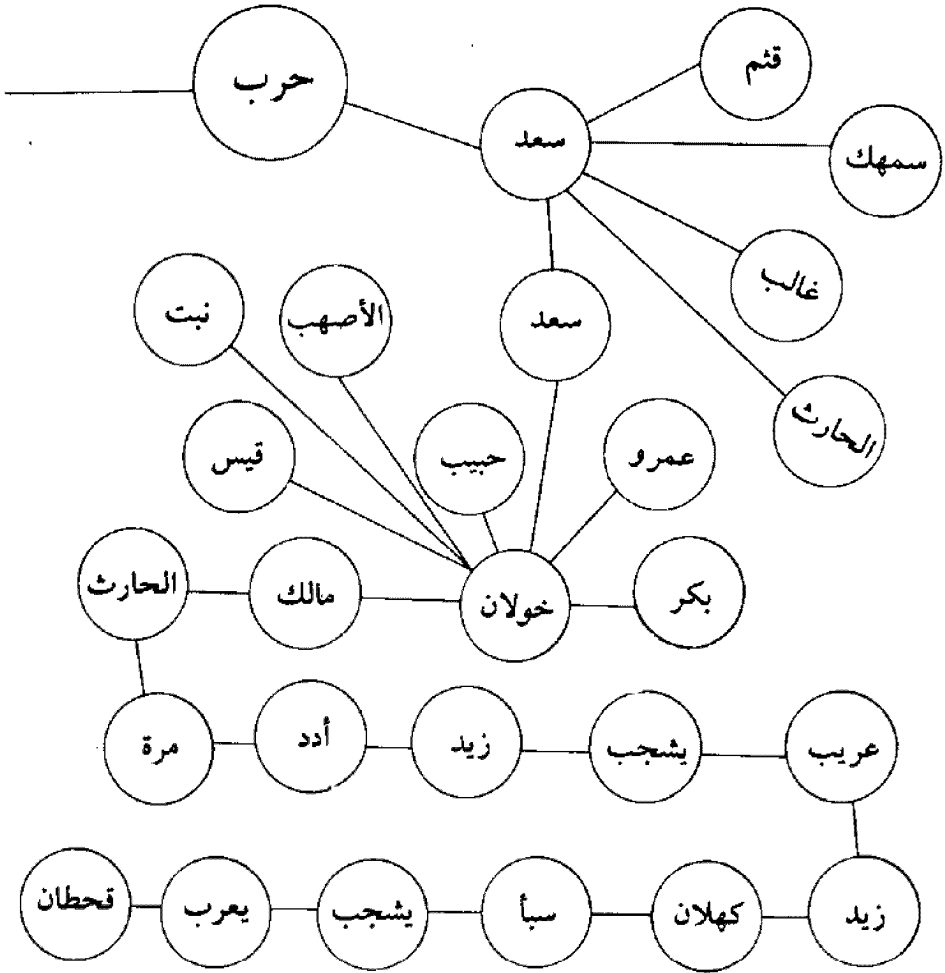 حرب
قثم
سعد
سمهك
غالب
نبت
الأصهب
سعد
الحارث
قيس
حبيب
عمرو
الحارث
مالك
خولان
بكر
عريب
يشجب
زيد
أدد
مرة
زيد
كهلان
سبأ
يشجب
يعرب
قحطان